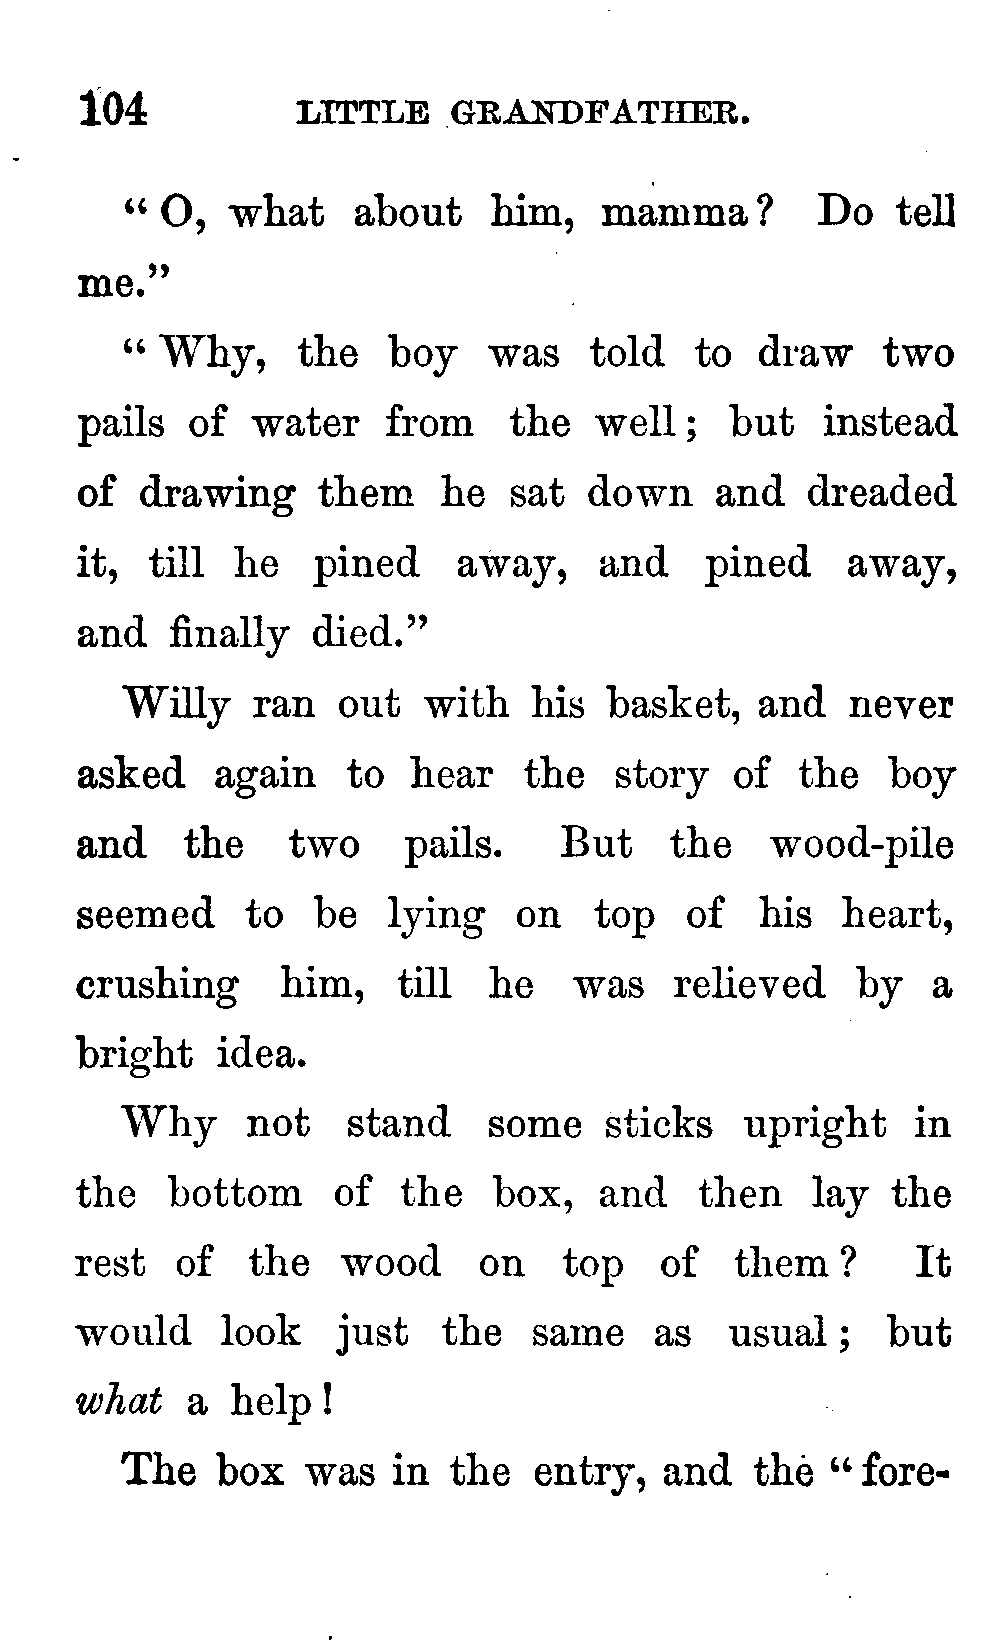 104 LITTLE GRANDFATHER.
“ O, what about him, mamma? Do tell
me.”
“ Why, the boy was told to draw two
pails of water from the well; but instead
of drawing them he sat down and dreaded
it, till he pined away, and pined away,
and finally died.”
Willy ran out with his basket, and never
asked again to hear the story of the boy
and the two pails. But the wood-pile
seemed to be lying on top of his heart,
crushing him, till he was relieved by a
bright idea.
Why not stand some sticks upright in
the bottom of the box, and then lay the
rest of the wood on top of them? It
would look just the same as usual; but
what a help!
The box was in the entry, and the “ fore-